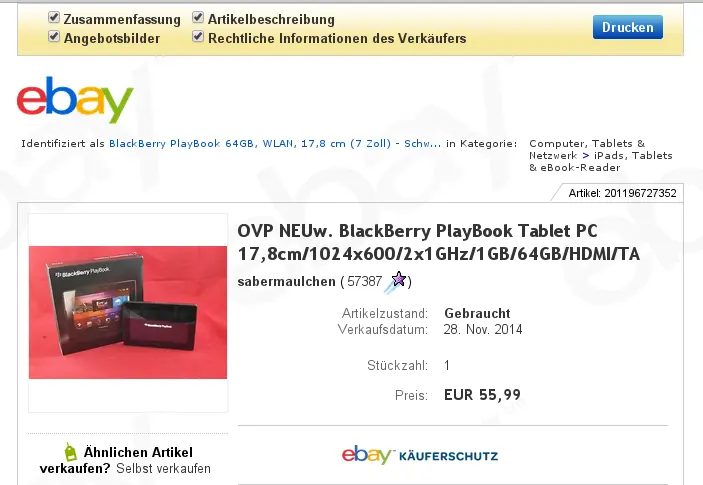 Zusammenfassung Artikelbeschreibung
Angebotsbilder Rechtliche Informationen des Verkäufers
Drucken
ebay
Identifiziert als BlackBerry PlayBook 64GB, WLAN, 17,8 cm (7 Zoll) - Schw... in Kategorie:
Computer, Tablets &
Netzwerk > iPads, Tablets
& eBook-Reader
Artikel: 201196727352
BlackBerry PlayBook
BlackBerry PlayBook
OVP NEUw. BlackBerry PlayBook Tablet PC
17,8cm/1024x600/2x1GHz/1GB/64GB/HDMI/TA
sabermaulchen ( 57387 )
Artikelzustand: Gebraucht
Verkaufsdatum: 28. Nov. 2014
Stückzahl: 1
Preis: EUR 55,99
Ähnlichen Artikel
verkaufen? Selbst verkaufen
ebay™ KÄUFERSCHUTZ